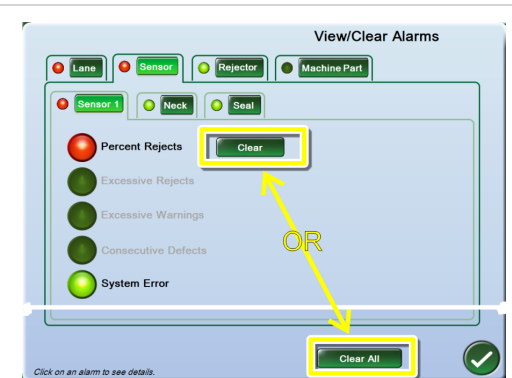 View/Clear Alarms
Lane Sensor Rejector Machine Part
Sensor 1 Neck Seal
Percent Rejects Clear
Excessive Rejects
Excessive Warnings
OR
Consecutive Defects
System Error
Clear All
Click on an alarm to see details.